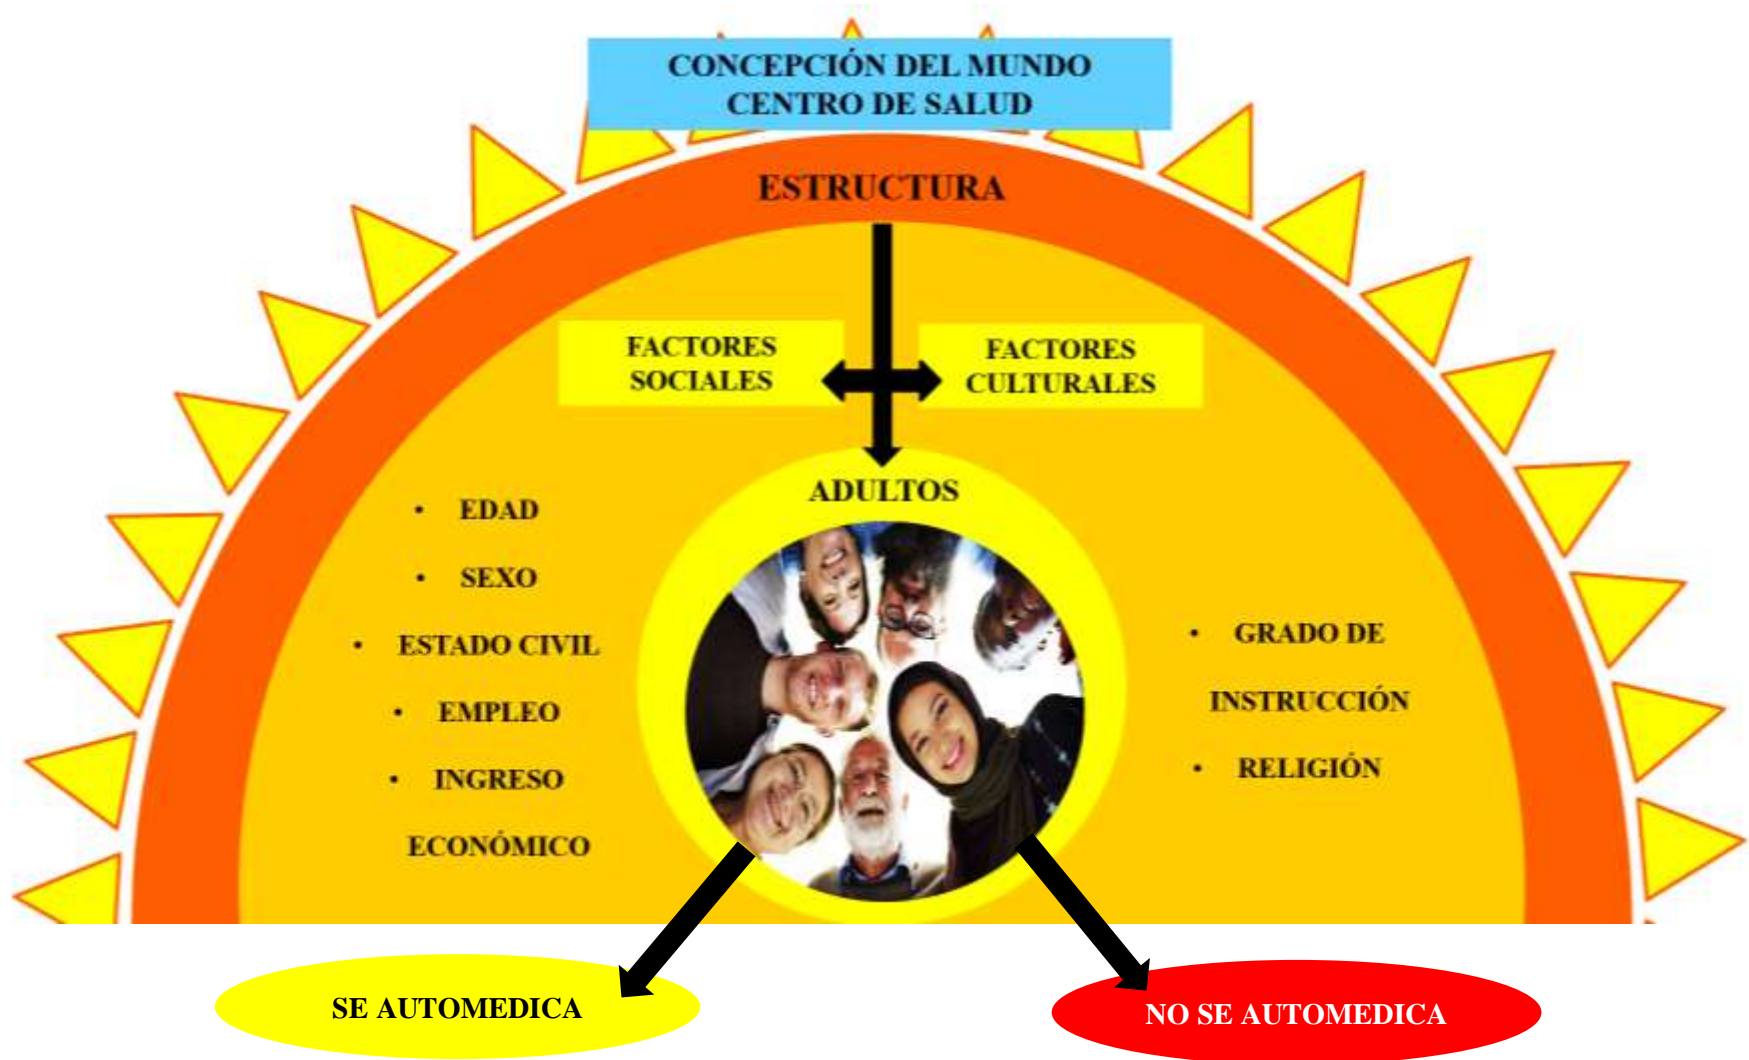 CONCEPCIÓN DEL MUNDO
CENTRO DE SALUD
ESTRUCTURA
FACTORES
SOCIALES
FACTORES
CULTURALES
ADULTOS
• EDAD
• SEXO
• ESTADO CIVIL
• EMPLEO
• INGRESO
ECONÓMICO
• GRADO DE
INSTRUCCIÓN
• RELIGIÓN
SE AUTOMEDICA
NO SE AUTOMEDICA